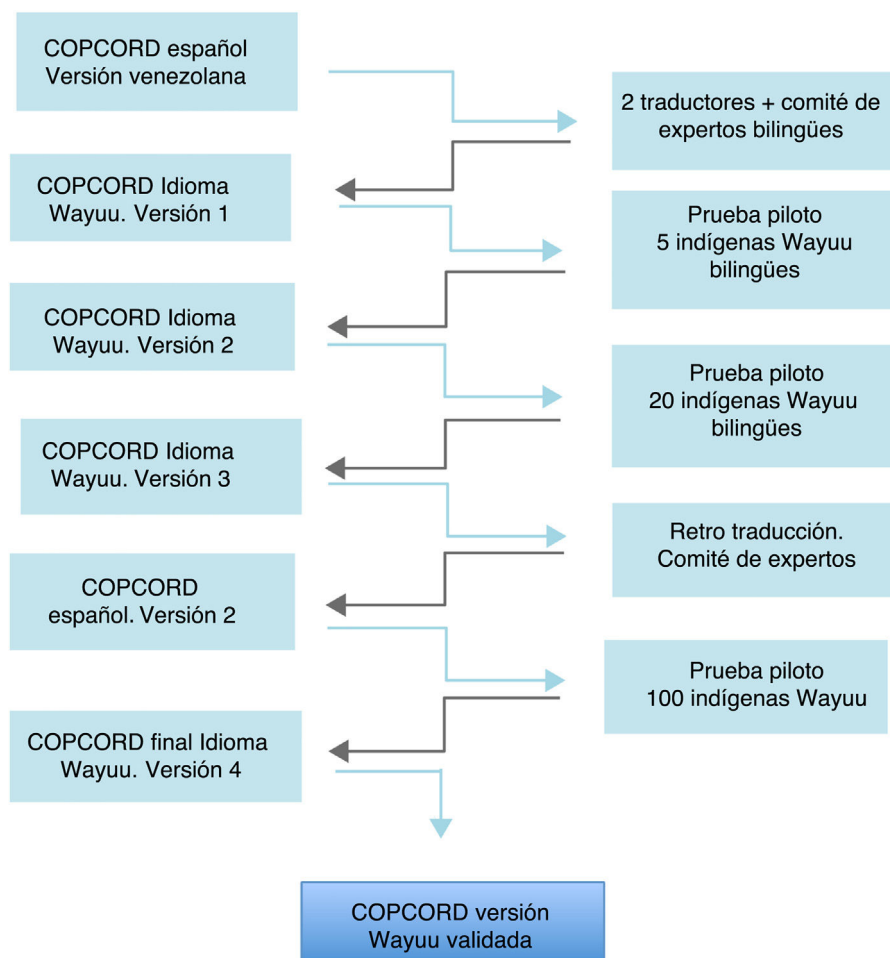 COPCORD español
Versión venezolana
2 traductores + comité de
expertos bilingües
COPCORD Idioma
Wayuu. Versión 1
Prueba piloto
5 indígenas Wayuu
bilingües
COPCORD Idioma
Wayuu. Versión 2
Prueba piloto
20 indígenas Wayuu
bilingües
COPCORD Idioma
Wayuu. Versión 3
Retro traducción.
Comité de expertos
COPCORD
español. Versión 2
Prueba piloto
100 indígenas Wayuu
COPCORD final Idioma
Wayuu. Versión 4
COPCORD versión
Wayuu validada